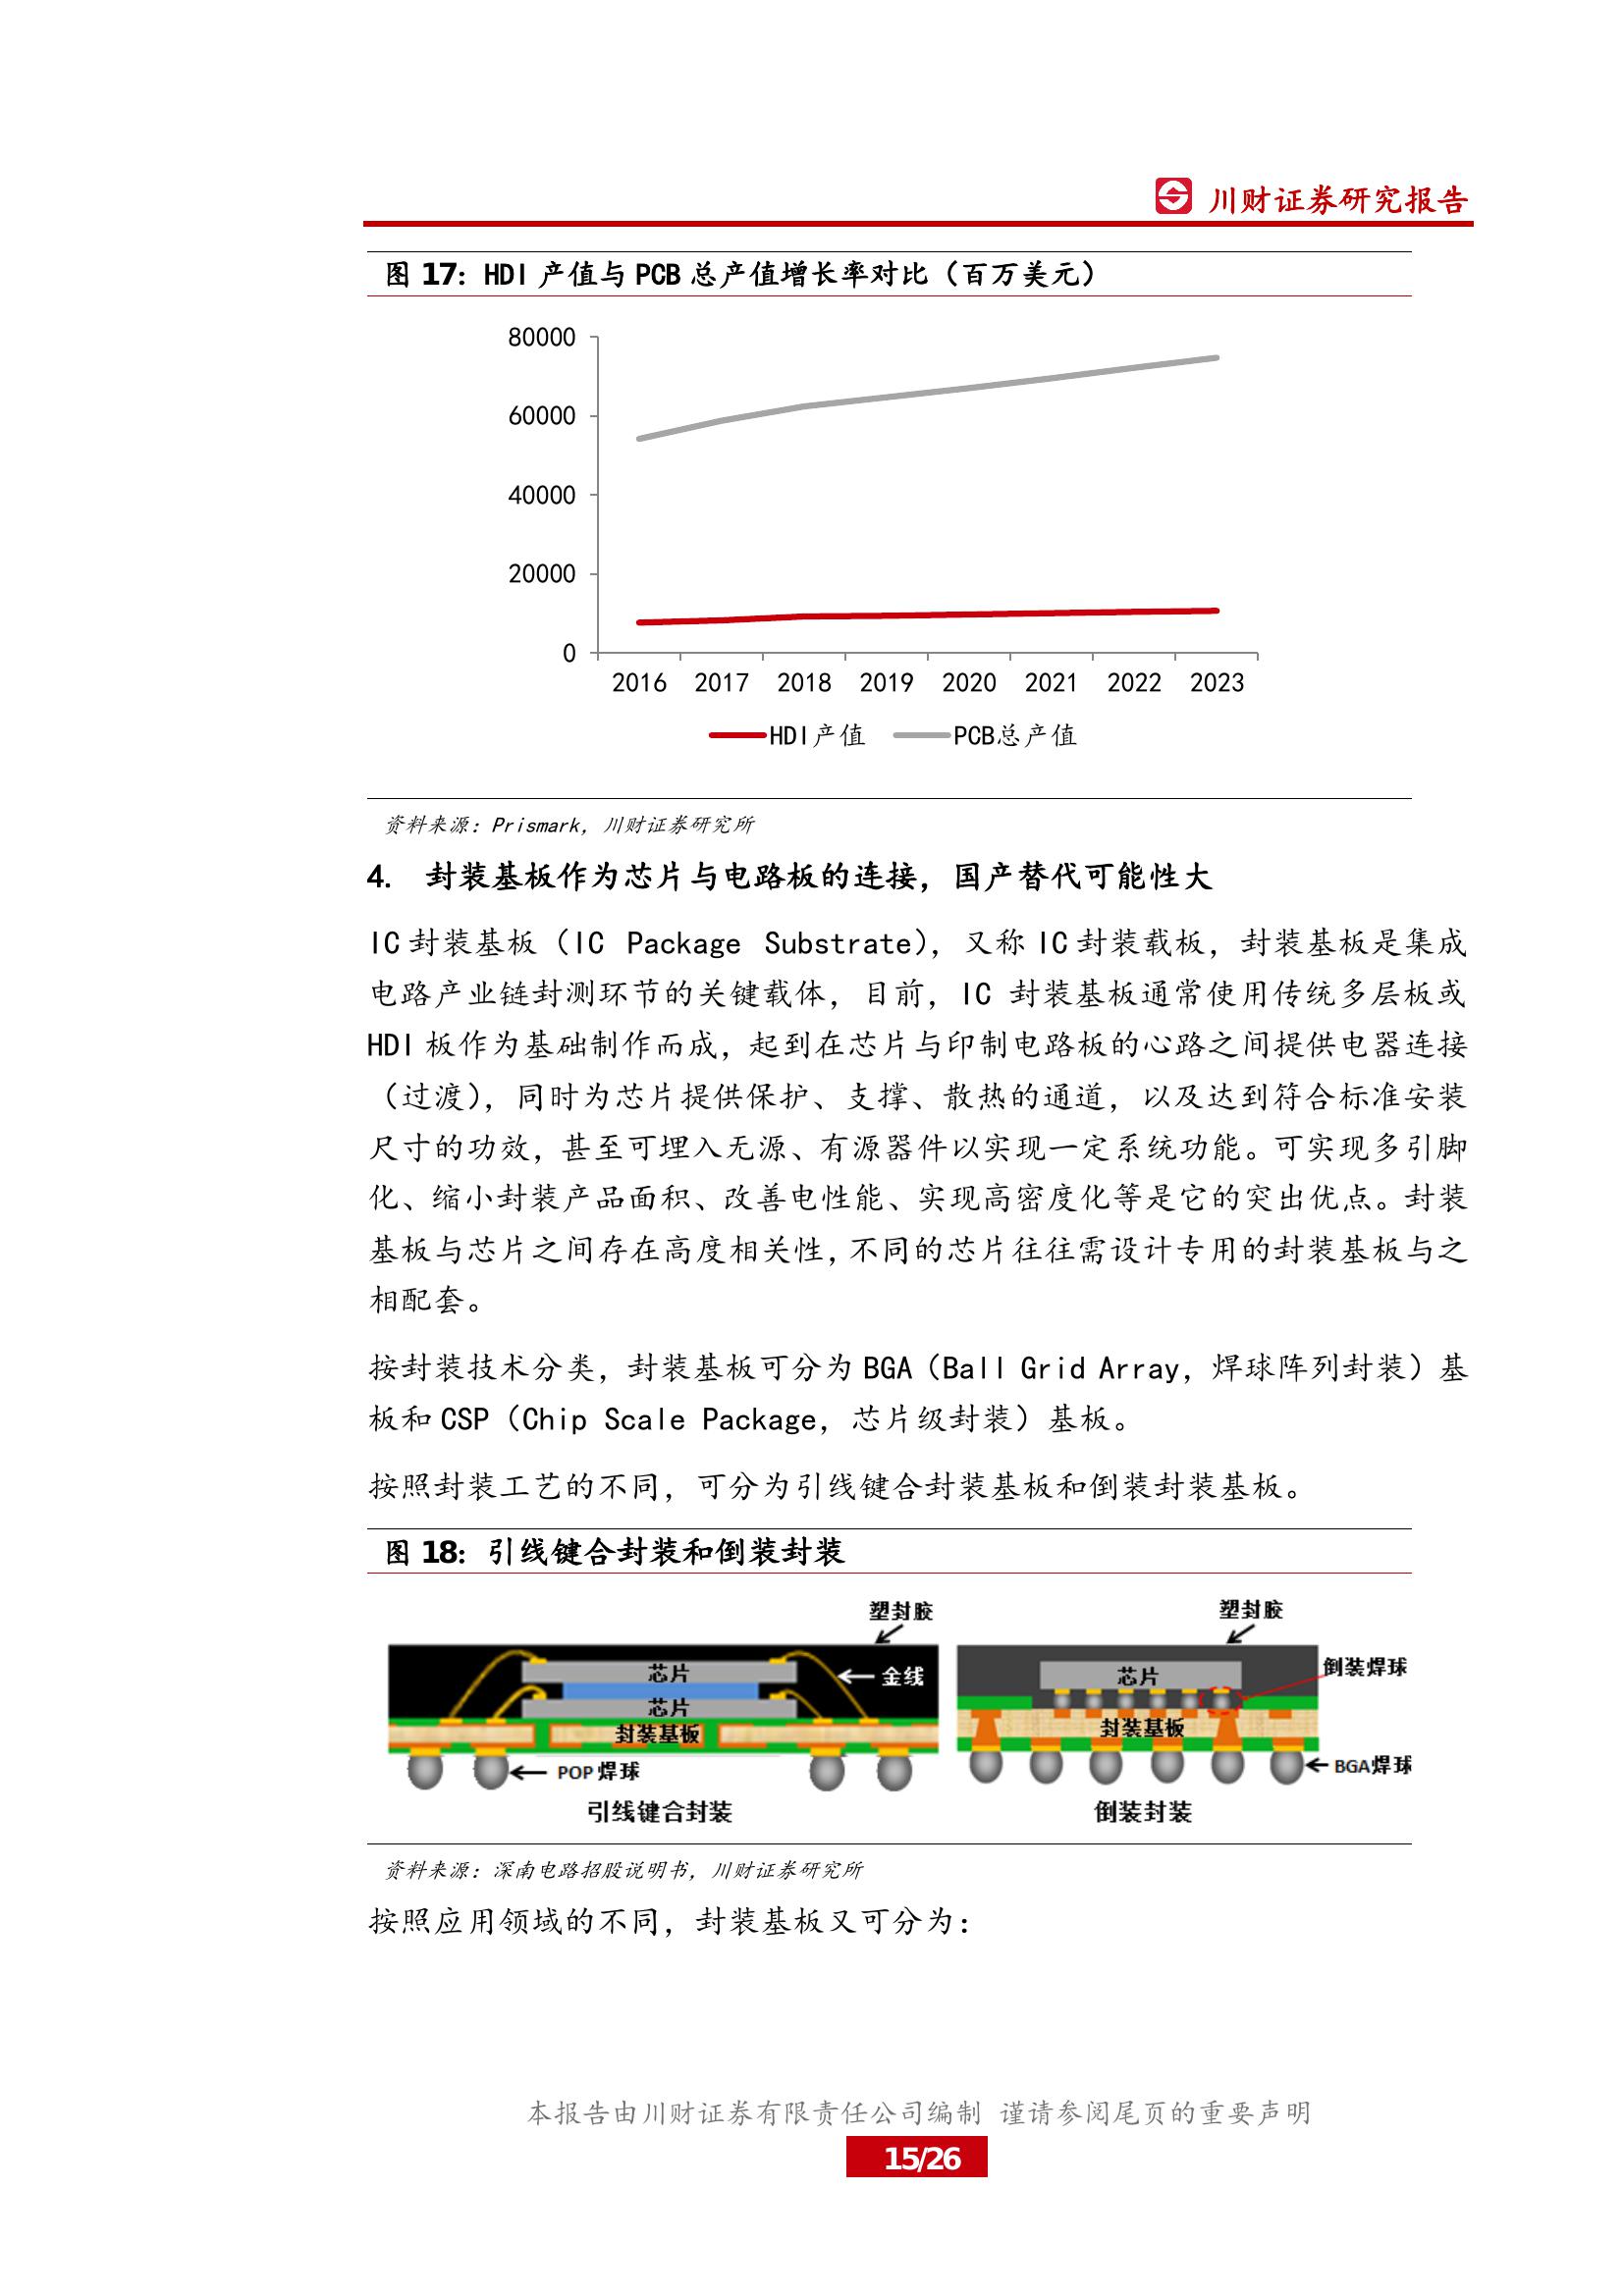 川财证券研究报告
图 17: HDI 产值与 PCB 总产值增长率对比（百万美元）
80000
60000
40000
20000
0
2016 2017 2018 2019 2020 2021 2022 2023
HDI产值 PCB总产值
资料来源：Prismark，川财证券研究所
4. 封装基板作为芯片与电路板的连接，国产替代可能性大
IC 封装基板（IC Package Substrate），又称 IC 封装载板，封装基板是集成
电路产业链封测环节的关键载体，目前，IC 封装基板通常使用传统多层板或
HDI 板作为基础制作而成，起到在芯片与印制电路板的心路之间提供电器连接
（过渡），同时为芯片提供保护、支撑、散热的通道，以及达到符合标准安装
尺寸的功效，甚至可埋入无源、有源器件以实现一定系统功能。可实现多引脚
化、缩小封装产品面积、改善电性能、实现高密度化等是它的突出优点。封装
基板与芯片之间存在高度相关性，不同的芯片往往需设计专用的封装基板与之
相配套。
按封装技术分类，封装基板可分为 BGA（Ball Grid Array，焊球阵列封装）基
板和 CSP（Chip Scale Package，芯片级封装）基板。
按照封装工艺的不同，可分为引线键合封装基板和倒装封装基板。
图 18: 引线键合封装和倒装封装
塑封胶
芯片
金线
芯片
封装基板
POP 焊球
引线键合封装
塑封胶
芯片
倒装焊球
封装基板
BGA焊球
倒装封装
资料来源：深南电路招股说明书，川财证券研究所
按照应用领域的不同，封装基板又可分为：
本报告由川财证券有限责任公司编制 谨请参阅尾页的重要声明
15/26